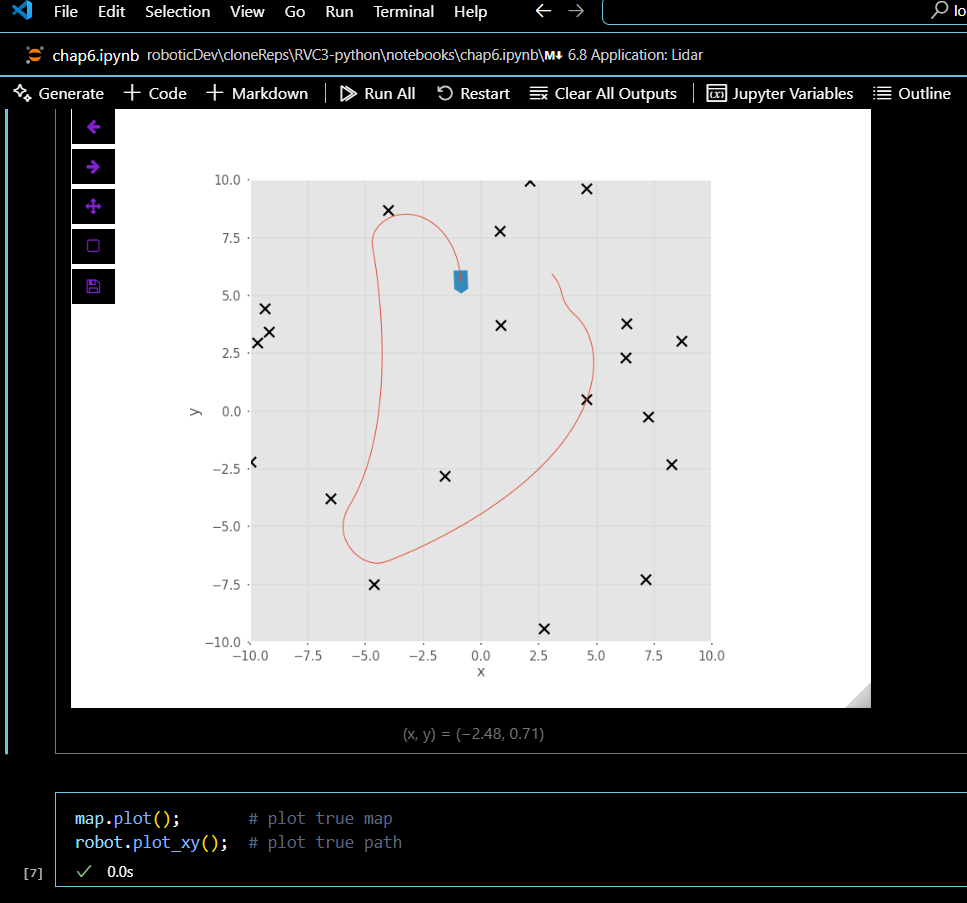 File Edit Selection View Go Run Terminal Help lo
chap6.ipynb roboticDev\cloneReps\RVC3-python\notebooks\chap6.ipynb\M↓ 6.8 Application: Lidar
Generate + Code + Markdown Run All Restart Clear All Outputs Jupyter Variables Outline
10.0
7.5
5.0
2.5
0.0
−2.5
−5.0
−7.5
−10.0
y
−10.0 −7.5 −5.0 −2.5 0.0 2.5 5.0 7.5 10.0
x
(x, y) = (−2.48, 0.71)
map.plot(); # plot true map
robot.plot_xy(); # plot true path
[7] 0.0s